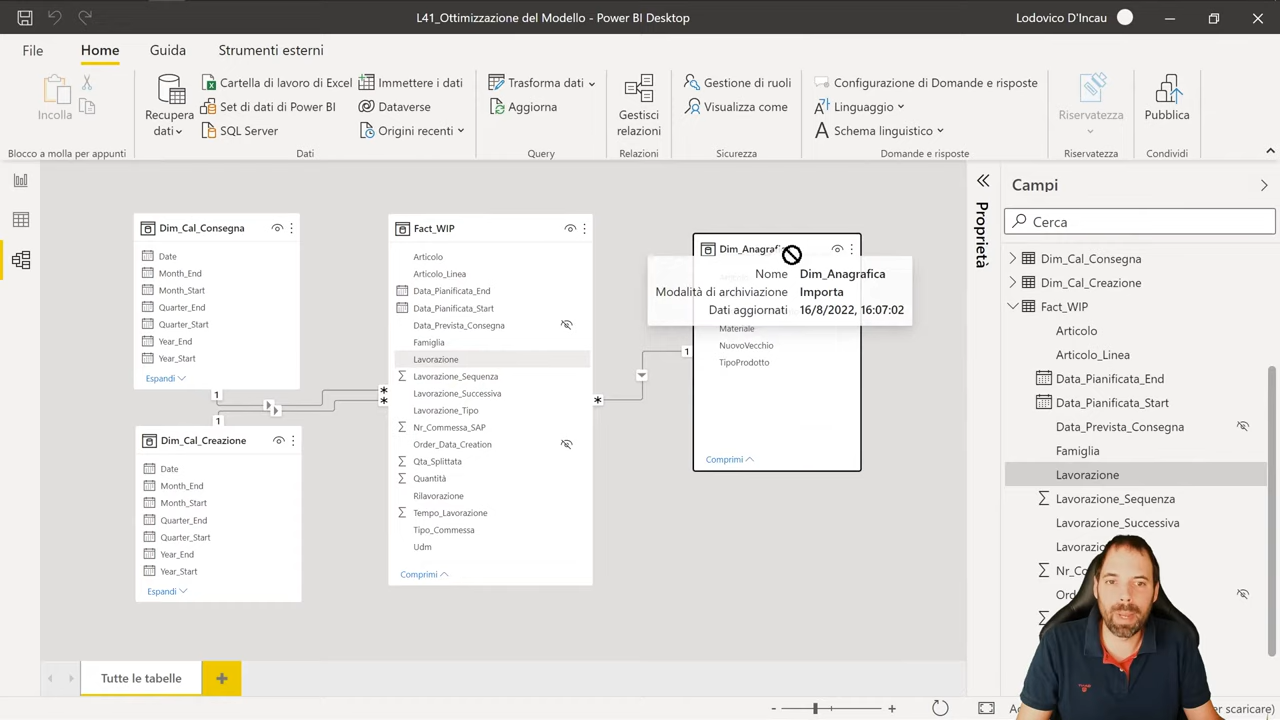 L41_Ottimizzazione del Modello - Power BI Desktop
Lodovico D'Incau
File
Home
Guida
Strumenti esterni
Incolla
Blocco a molla per appunti
Recupera dati
Cartella di lavoro di Excel
Set di dati di Power BI
SQL Server
Immettere i dati
Dataverse
Origini recenti
Dati
Trasforma dati
Aggiorna
Query
Gestisci relazioni
Relazioni
Gestione di ruoli
Visualizza come
Sicurezza
Configurazione di Domande e risposte
Linguaggio
Schema linguistico
Domande e risposte
Riservatezza
Riservatezza
Pubblica
Condividi
Dim_Cal_Consegna
Date
Month_End
Month_Start
Quarter_End
Quarter_Start
Year_End
Year_Start
Espandi
1
1
Dim_Cal_Creazione
Date
Month_End
Month_Start
Quarter_End
Quarter_Start
Year_End
Year_Start
Espandi
*
*
Fact_WIP
Articolo
Articolo_Linea
Data_Pianificata_End
Data_Pianificata_Start
Data_Prevista_Consegna
Famiglia
Lavorazione
Lavorazione_Sequenza
Lavorazione_Successiva
Lavorazione_Tipo
Nr_Commessa_SAP
Order_Data_Creation
Qta_Splittata
Quantità
Rilavorazione
Tempo_Lavorazione
Tipo_Commessa
Udm
Comprimi
*
1
Nome Dim_Anagrafica
Modalità di archiviazione Importa
Dati aggiornati 16/8/2022, 16:07:02
Materiale
NuovoVecchio
TipoProdotto
Comprimi
Proprietà
Campi
Cerca
Dim_Cal_Consegna
Dim_Cal_Creazione
Fact_WIP
Articolo
Articolo_Linea
Data_Pianificata_End
Data_Pianificata_Start
Data_Prevista_Consegna
Famiglia
Lavorazione
Lavorazione_Sequenza
Lavorazione_Successiva
Tutte le tabelle
+
- +
per scaricare)